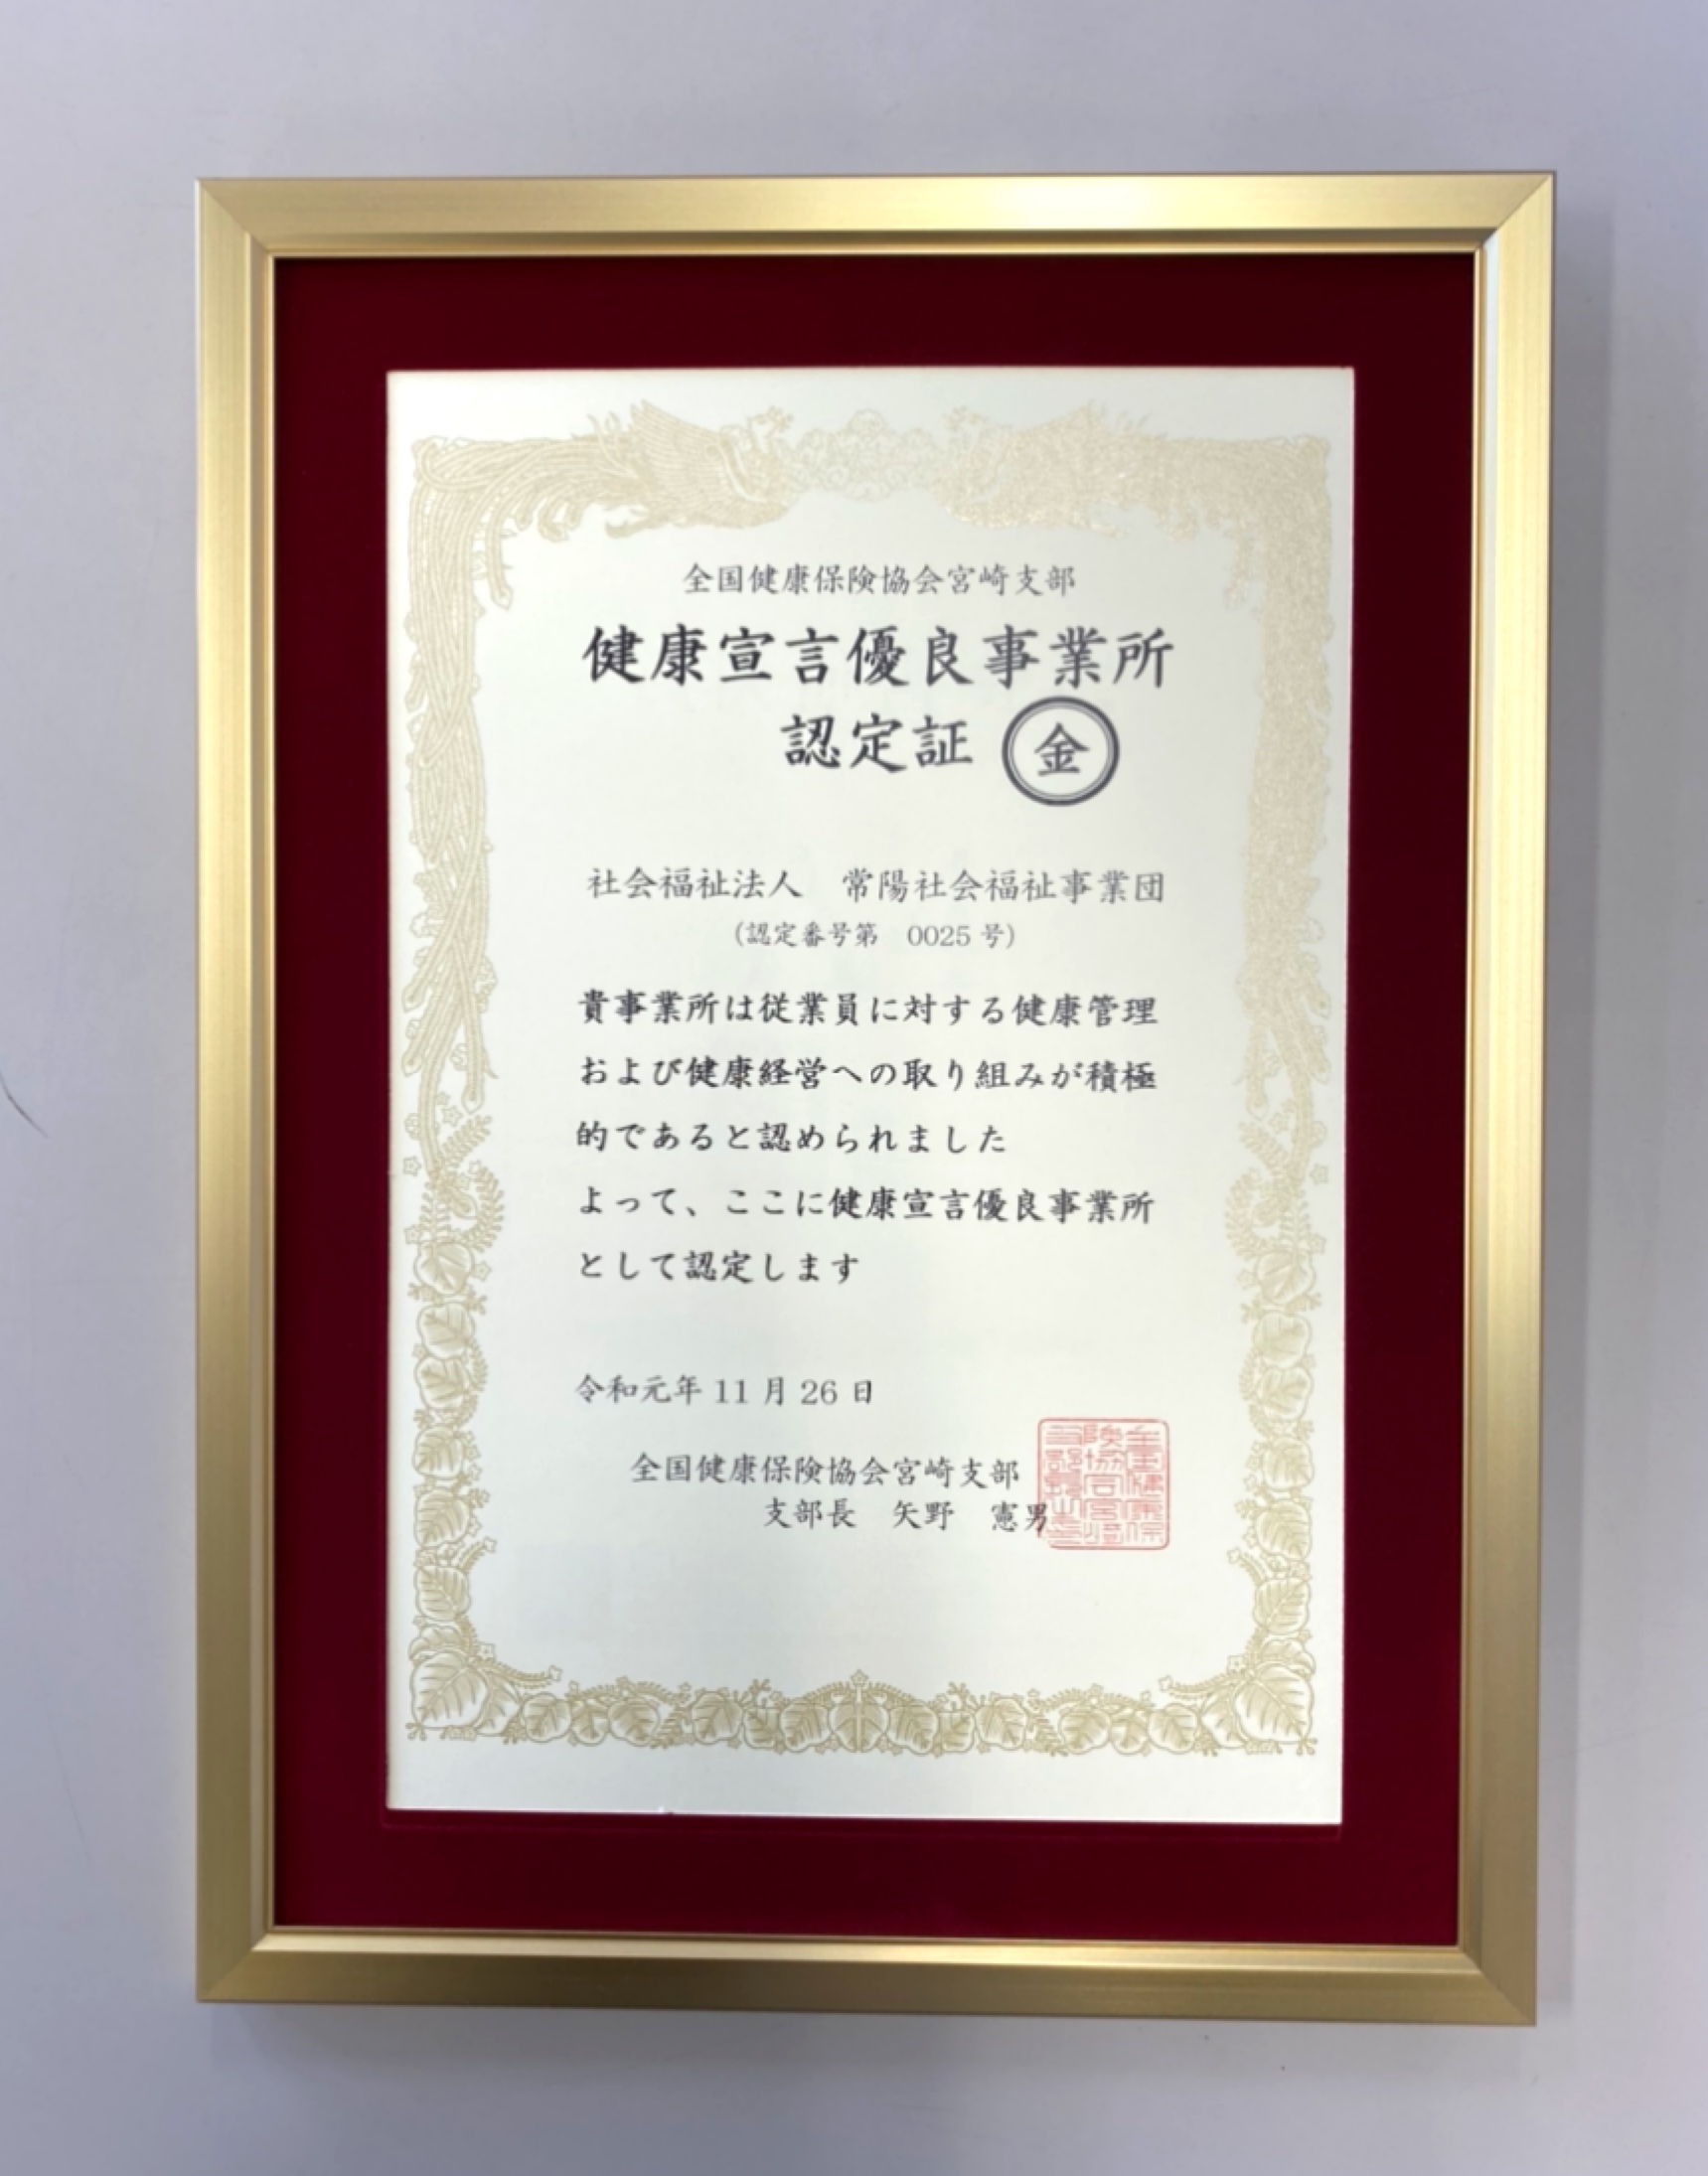 全国健康保険協会宮崎支部
健康宣言優良事業所
認定証 金
社会福祉法人　常陽社会福祉事業団
（認定番号第　0025 号）
貴事業所は従業員に対する健康管理
および健康経営への取り組みが積極
的であると認められました
よって、ここに健康宣言優良事業所
として認定します
令和元年 11 月 26 日
全国健康保険協会宮崎支部
支部長　矢野　憲男